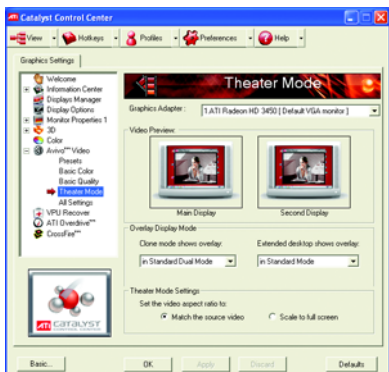 ATI Catalyst Control Center
View
Hotkeys
Profiles
Preferences
Help
Graphics Settings
Welcome
Information Center
Displays Manager
Display Options
Monitor Properties 1
3D
Color
Avivo™ Video
Presets
Basic Color
Basic Quality
Theater Mode
All Settings
VPU Recover
ATI Overdrive™
CrossFire™
ATI CATALYST
CONTROL CENTER
Theater Mode
Graphics Adapter :
1.ATI Radeon HD 3450 [ Default VGA monitor ]
Video Preview
Main Display
Second Display
Overlay Display Mode
Clone mode shows overlay:
Extended desktop shows overlay:
in Standard Dual Mode
in Standard Mode
Theater Mode Settings
Set the video aspect ratio to:
Match the source video
Scale to full screen
Basic...
OK
Apply
Discard
Defaults